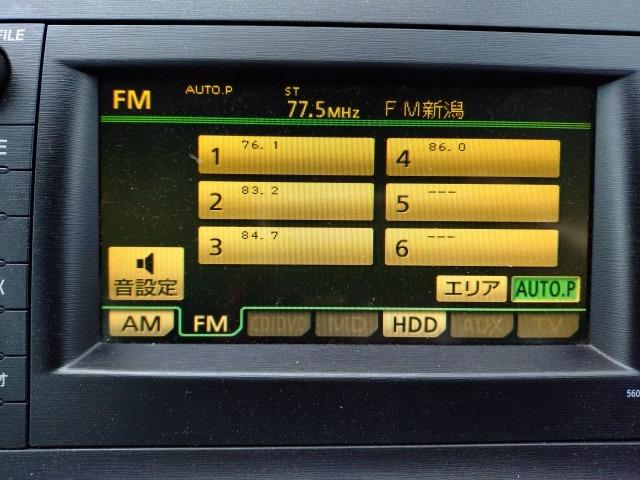 FILE
FM AUTO.P ST 77.5MHz FM新潟
1 76.1
2 83.2
3 84.7
4 86.0
5 ---
6 ---
音設定
エリア AUTO.P
AM FM CD/DVD MD HDD AUX TV
オ
560